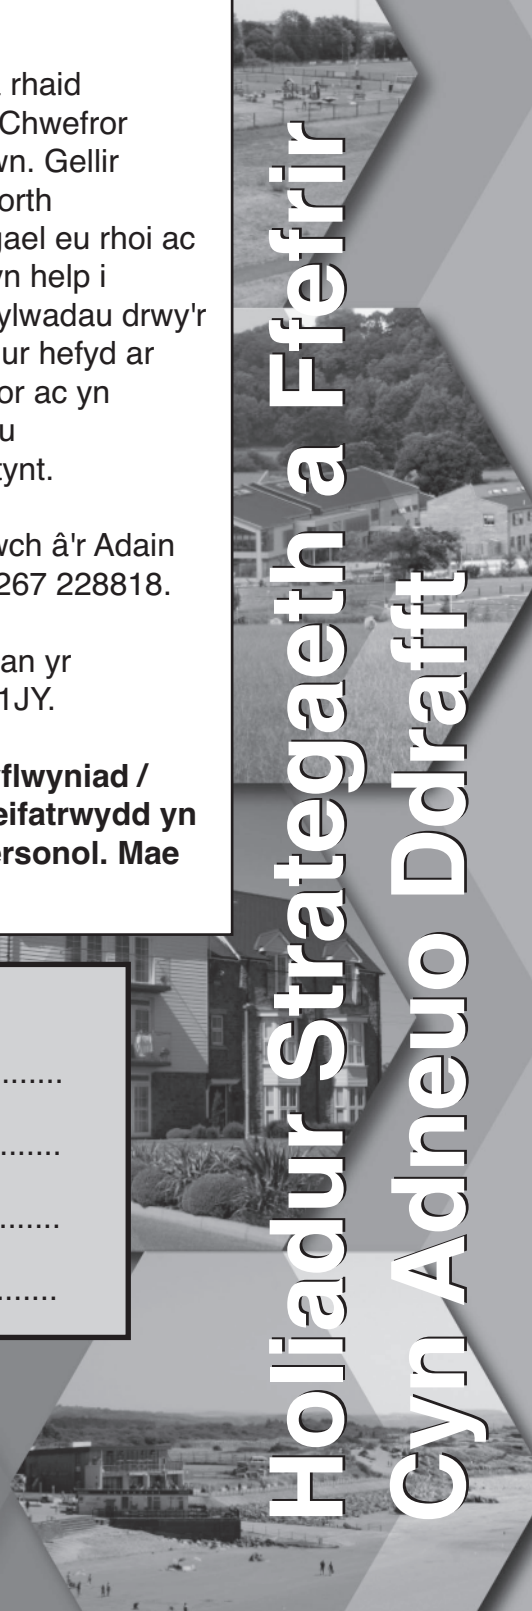 rhaid
Chwefror
wn. Gellir
orth
gael eu rhoi ac
yn help i
ylwadau drwy'r
ur hefyd ar
or ac yn
u
tynt.
wch â'r Adain
267 228818.
an yr
1JY.
yflwyniad /
eifatrwydd yn
ersonol. Mae
.......
.......
.......
.......
Holiadur Strategaeth a Ffefrir
Cyn Adneuo Ddrafft